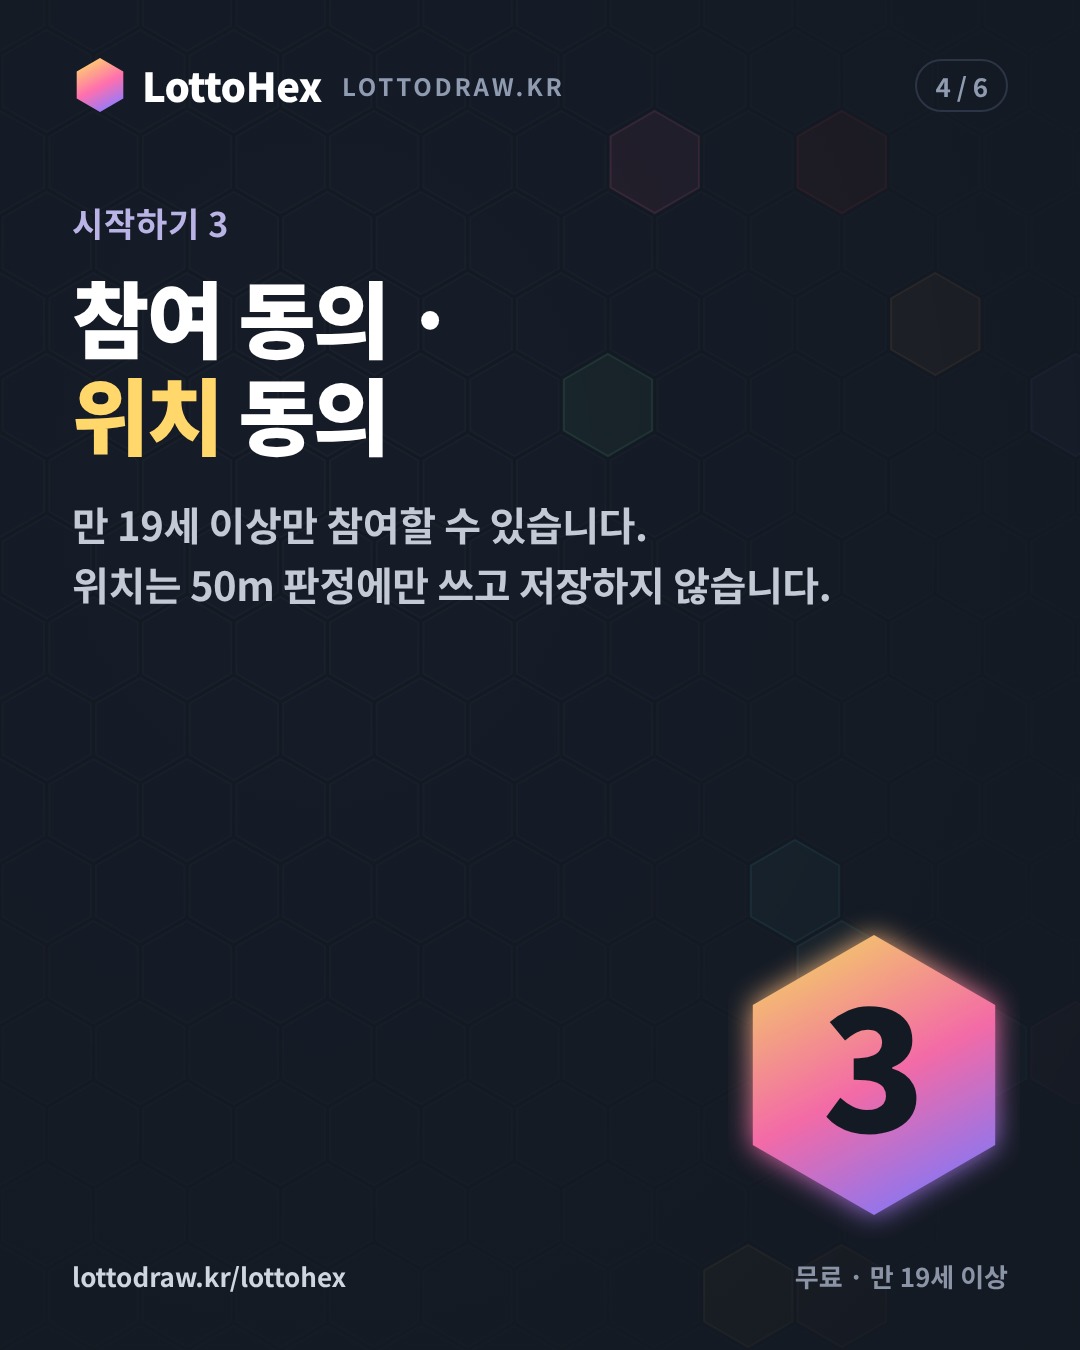 LottoHex LOTTODRAW.KR
4 / 6
시작하기 3
참여 동의 ·
위치 동의
만 19세 이상만 참여할 수 있습니다.
위치는 50m 판정에만 쓰고 저장하지 않습니다.
3
lottodraw.kr/lottohex
무료 · 만 19세 이상